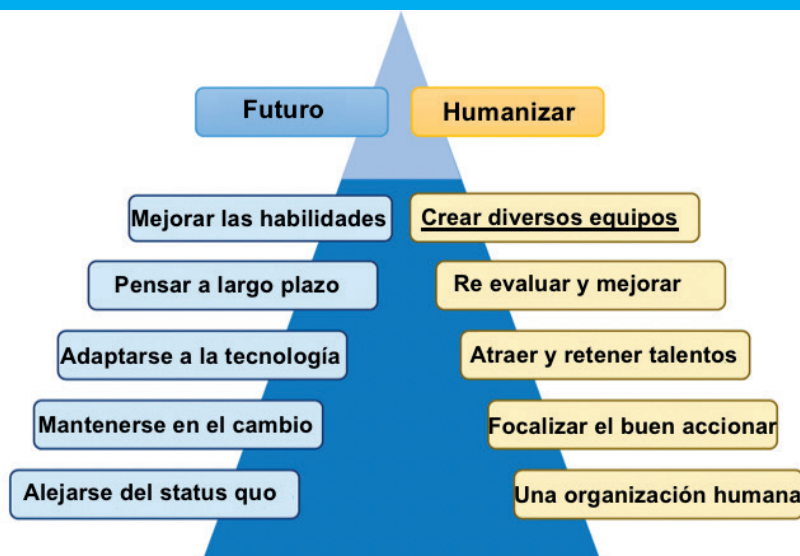 Futuro
Humanizar
Mejorar las habilidades
Crear diversos equipos
Pensar a largo plazo
Re evaluar y mejorar
Adaptarse a la tecnología
Atraer y retener talentos
Mantenerse en el cambio
Focalizar el buen accionar
Alejarse del status quo
Una organización humana